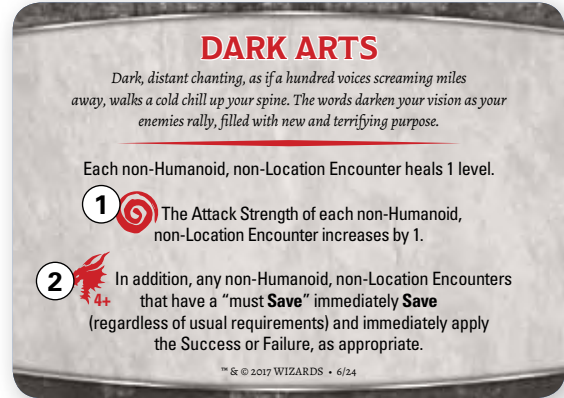 DARK ARTS
Dark, distant chanting, as if a hundred voices screaming miles
away, walks a cold chill up your spine. The words darken your vision as your
enemies rally, filled with new and terrifying purpose.
Each non-Humanoid, non-Location Encounter heals 1 level.
1 The Attack Strength of each non-Humanoid,
non-Location Encounter increases by 1.
2 4+ In addition, any non-Humanoid, non-Location Encounters
that have a “must Save” immediately Save
(regardless of usual requirements) and immediately apply
the Success or Failure, as appropriate.
™ & © 2017 WIZARDS • 6/24